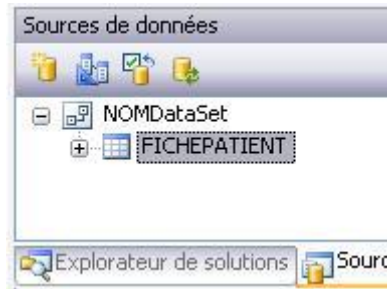 Sources de données
NOMDataSet
FICHEPATIENT
Explorateur de solutions